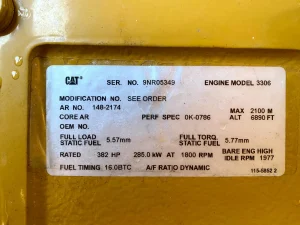 CAT SER. NO. 9NR05349 ENGINE MODEL 3306
MODIFICATION NO. SEE ORDER
AR NO. 148-2174 MAX 2100 M
CORE AR PERF SPEC 0K-0786 ALT 6890 FT
OEM NO.
FULL LOAD STATIC FUEL 5.57mm FULL TORQ. STATIC FUEL 5.77mm
RATED 382 HP 285.0 kW AT 1800 RPM BARE ENG HIGH IDLE RPM 1977
FUEL TIMING 16.0BTC A/F RATIO DYNAMIC
115-5852 2